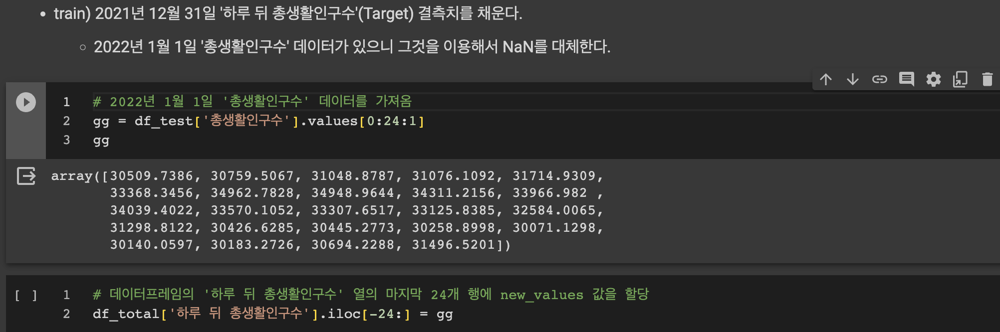 train) 2021년 12월 31일 '하루 뒤 총생활인구수'(Target) 결측치를 채운다.
2022년 1월 1일 '총생활인구수' 데이터가 있으니 그것을 이용해서 NaN를 대체한다.
1 # 2022년 1월 1일 '총생활인구수' 데이터를 가져옴
2 gg = df_test['총생활인구수'].values[0:24:1]
3 gg
array([30509.7386, 30759.5067, 31048.8787, 31076.1092, 31714.9309,
33368.3456, 34962.7828, 34948.9644, 34311.2156, 33966.982 ,
34039.4022, 33570.1052, 33307.6517, 33125.8385, 32584.0065,
31298.8122, 30426.6285, 30445.2773, 30258.8998, 30071.1298,
30140.0597, 30183.2726, 30694.2288, 31496.5201])
[ ] 1 # 데이터프레임의 '하루 뒤 총생활인구수' 열의 마지막 24개 행에 new_values 값을 할당
2 df_total['하루 뒤 총생활인구수'].iloc[-24:] = gg